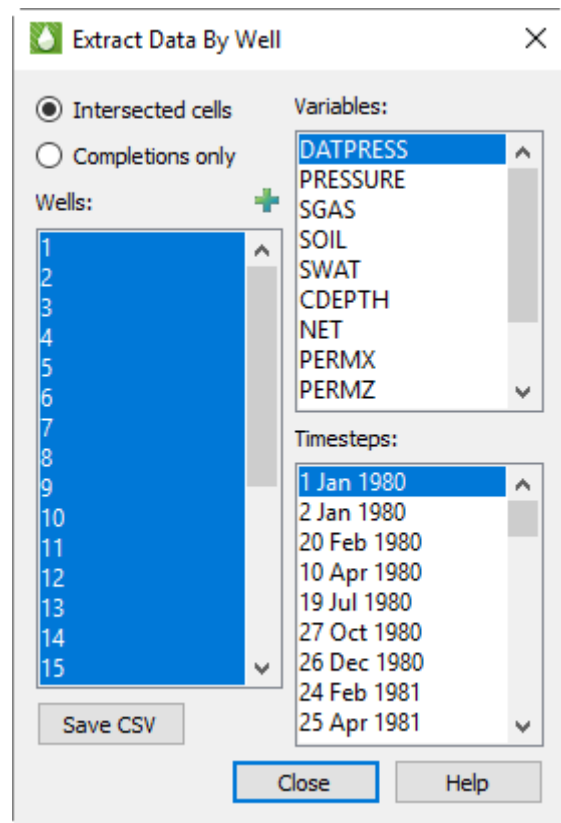 Extract Data By Well
Intersected cells
Completions only
Wells:
1
2
3
4
5
6
7
8
9
10
11
12
13
14
15
Save CSV
Variables:
DATPRESS
PRESSURE
SGAS
SOIL
SWAT
CDEPTH
NET
PERMX
PERMZ
Timesteps:
1 Jan 1980
2 Jan 1980
20 Feb 1980
10 Apr 1980
19 Jul 1980
27 Oct 1980
26 Dec 1980
24 Feb 1981
25 Apr 1981
Close
Help